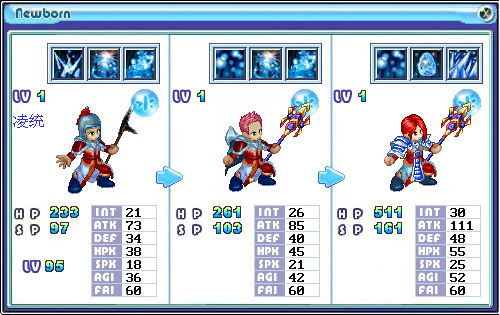 Newborn
LV 1
凌统
HP 233
SP 97
LV 95
INT 21
ATK 73
DEF 34
HPX 38
SPX 18
AGI 36
FAI 60
LV 1
HP 261
SP 103
INT 26
ATK 85
DEF 40
HPX 45
SPX 21
AGI 42
FAI 60
LV 1
HP 511
SP 161
INT 30
ATK 111
DEF 48
HPX 55
SPX 25
AGI 52
FAI 60